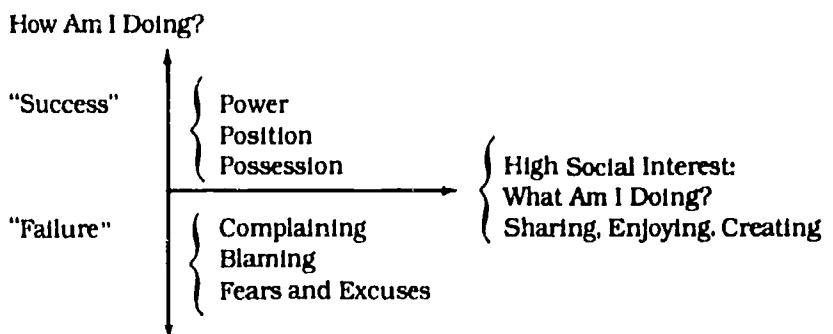 How Am I Doing?
"Success"
Power
Position
Possession
High Social Interest:
What Am I Doing?
Sharing, Enjoying. Creating
"Failure"
Complaining
Blaming
Fears and Excuses